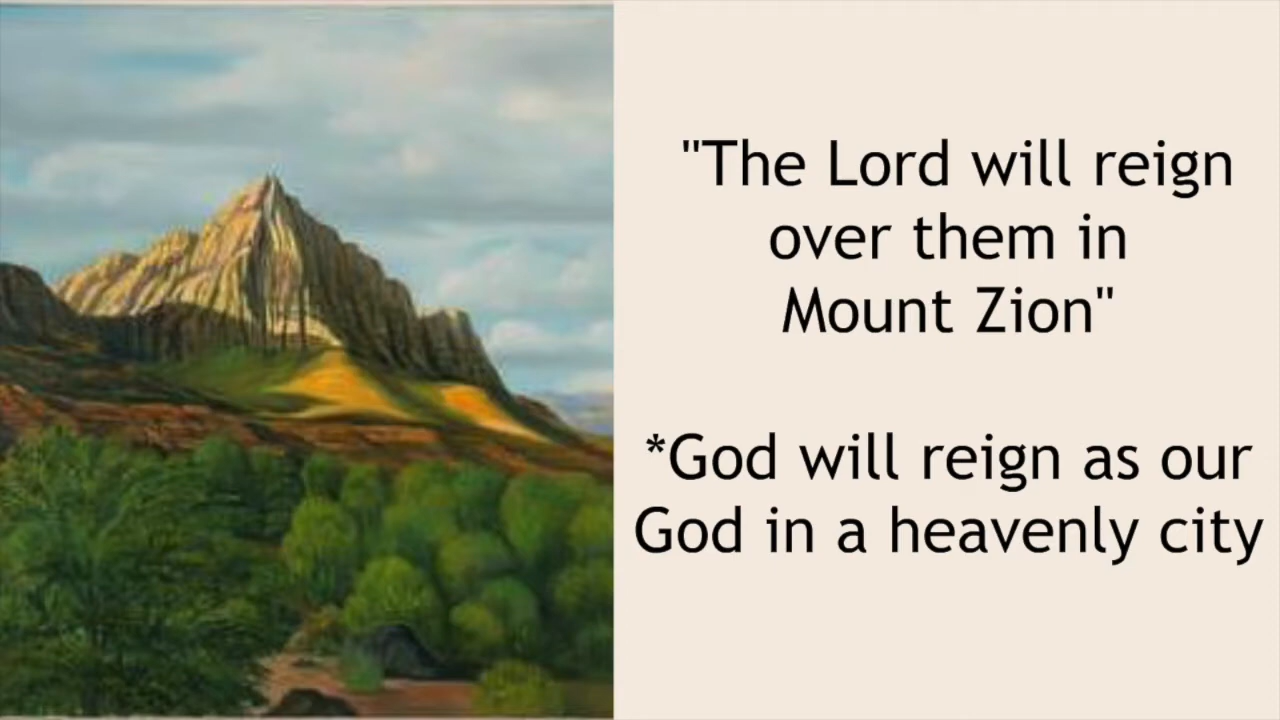 "The Lord will reign
over them in
Mount Zion"
*God will reign as our
God in a heavenly city